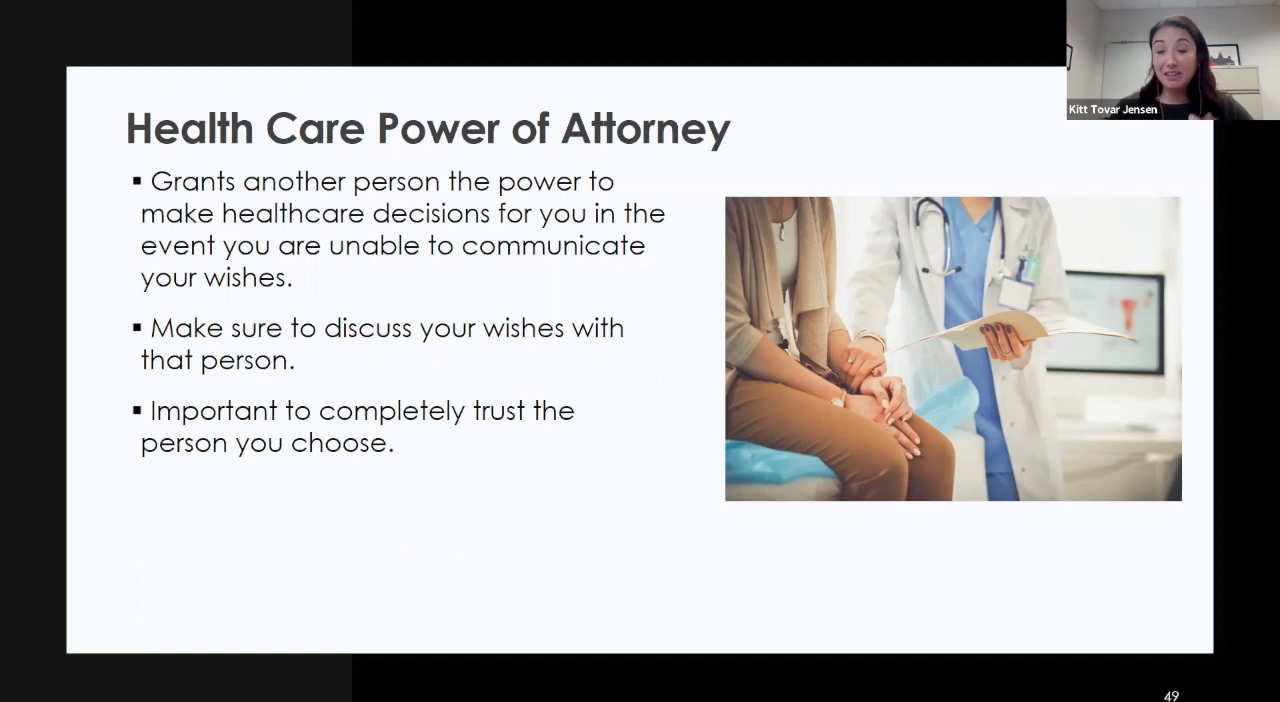 Kitt Tovar Jensen
Health Care Power of Attorney
▪ Grants another person the power to
make healthcare decisions for you in the
event you are unable to communicate
your wishes.
▪ Make sure to discuss your wishes with
that person.
▪ Important to completely trust the
person you choose.
49